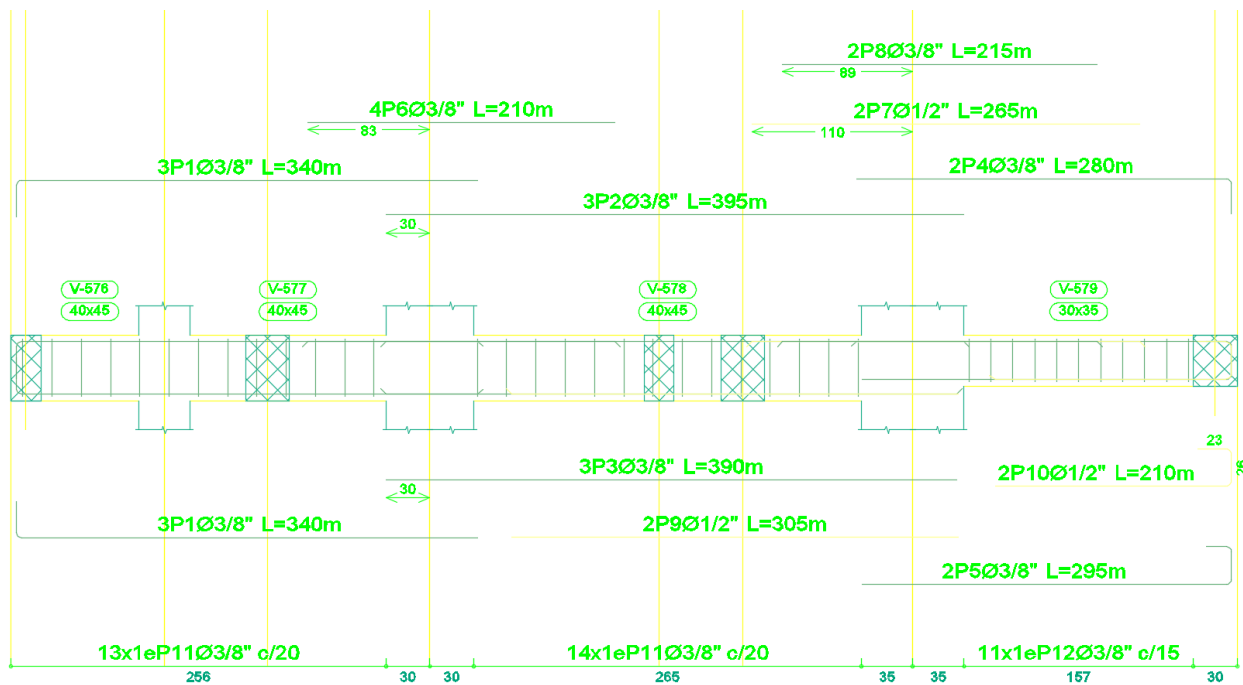 2P8Ø3/8" L=215m
89
4P6Ø3/8" L=210m
83
2P7Ø1/2" L=265m
110
3P1Ø3/8" L=340m
2P4Ø3/8" L=280m
3P2Ø3/8" L=395m
30
V-576
40x45
V-577
40x45
V-578
40x45
V-579
30x35
23
26
3P3Ø3/8" L=390m
2P10Ø1/2" L=210m
30
3P1Ø3/8" L=340m
2P9Ø1/2" L=305m
2P5Ø3/8" L=295m
13x1eP11Ø3/8" c/20
14x1eP11Ø3/8" c/20
11x1eP12Ø3/8" c/15
256
30
30
265
35
35
157
30